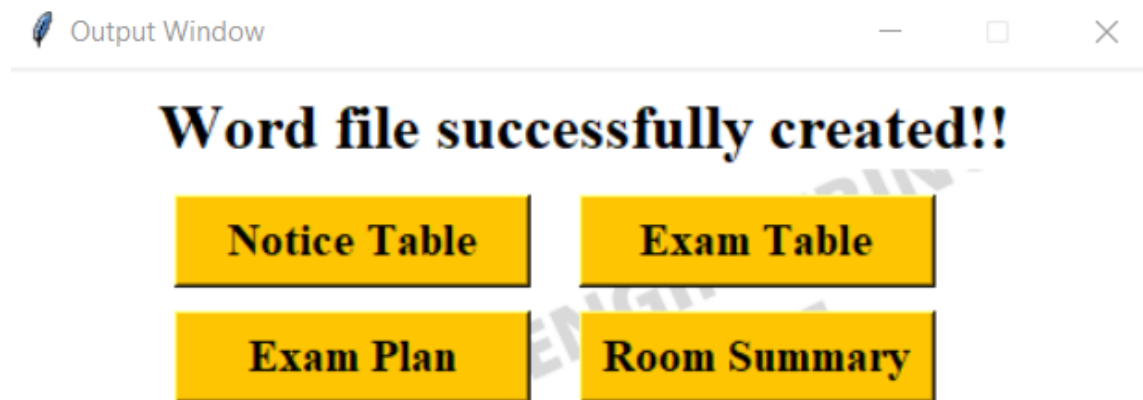 Output Window
Word file successfully created!!
Notice Table Exam Table
Exam Plan Room Summary